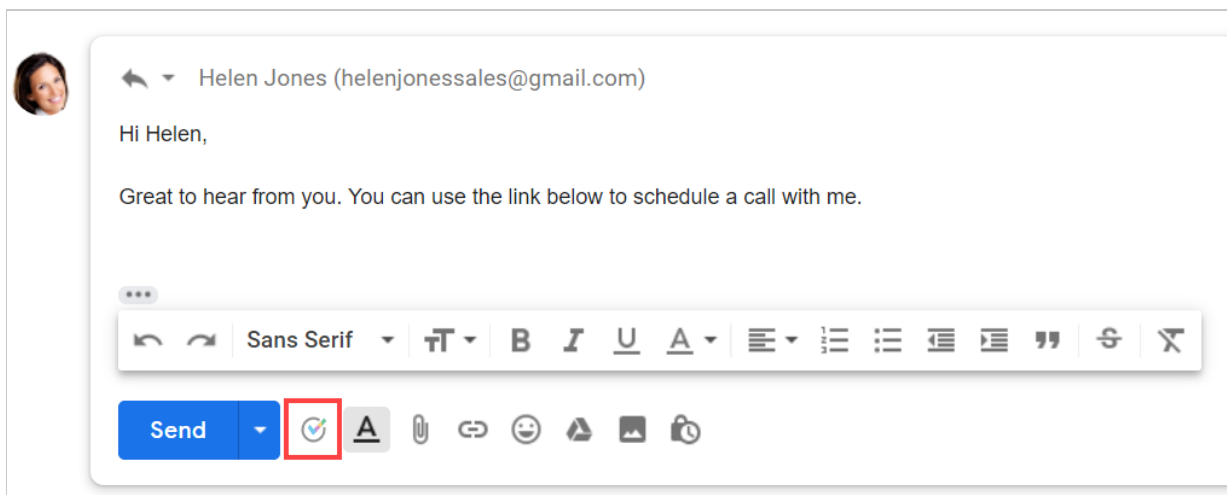 Helen Jones (helenjonessales@gmail.com)
Hi Helen,
Great to hear from you. You can use the link below to schedule a call with me.
Sans Serif
Send